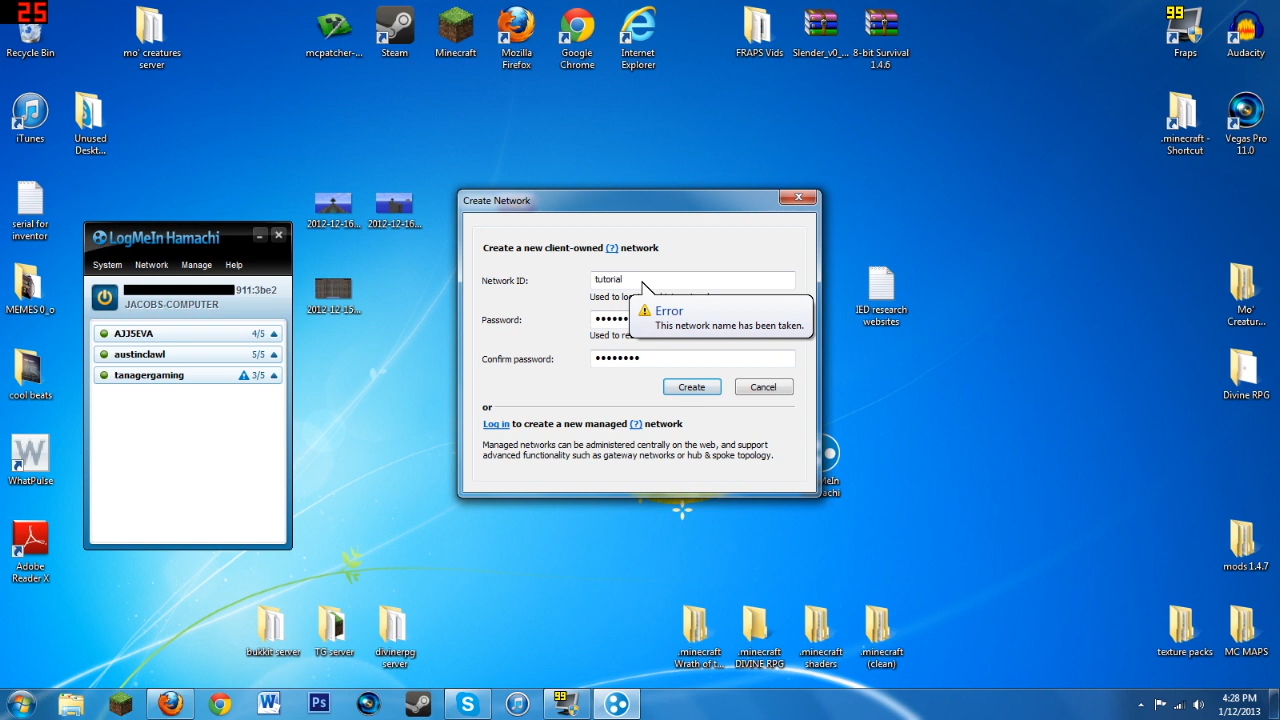 25
Recycle Bin
mo' creatures
server
mcpatcher-...
Steam
Minecraft
Mozilla
Firefox
Google
Chrome
Internet
Explorer
FRAPS Vids
Slender_v0_...
8-bit Survival
1.4.6
99
Fraps
Audacity
iTunes
Unused
Deskt...
.minecraft -
Shortcut
Vegas Pro
11.0
serial for
inventor
2012-12-16...
2012-12-16...
2012-12-15...
MEMES 0_o
cool beats
W
WhatPulse
Adobe
Reader X
LogMeIn Hamachi
System
Network
Manage
Help
911:3be2
JACOBS-COMPUTER
AJJ5EVA
4/5
austinclawl
5/5
tanagergaming
3/5
Create Network
Create a new client-owned (?) network
Network ID:
tutorial
Error
This network name has been taken.
Password:
Confirm password:
Create
Cancel
or
Log in to create a new managed (?) network
Managed networks can be administered centrally on the web, and support
advanced functionality such as gateway networks or hub & spoke topology.
IED research
websites
Mo'
Creatur...
Divine RPG
mods 1.4.7
bukkit server
TG server
divinerpg
server
.minecraft
Wrath of t...
.minecraft
DIVINE RPG
.minecraft
shaders
.minecraft
(clean)
texture packs
MC MAPS
W
Ps
S
99
4:28 PM
1/12/2013